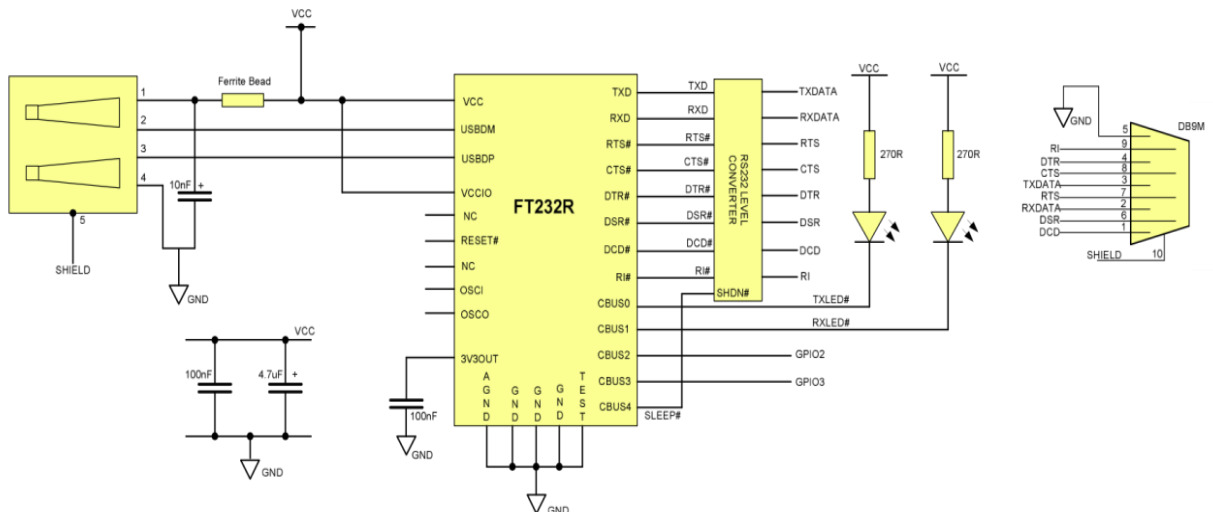 VCC
Ferrite Bead
1
2
3
4
5
SHIELD
10nF +
GND
VCC
100nF
4.7uF +
GND
FT232R
VCC
USBDM
USBDP
VCCIO
NC
RESET#
NC
OSCI
OSCO
3V3OUT
100nF
GND
AGND
GND
GND
GND
TEST
GND
TXD
RXD
RTS#
CTS#
DTR#
DSR#
DCD#
RI#
CBUS0
CBUS1
CBUS2
CBUS3
CBUS4
TXD
RXD
RTS#
CTS#
DTR#
DSR#
DCD#
RI#
SLEEP#
RS232 LEVEL
CONVERTER
SHDN#
TXDATA
RXDATA
RTS
CTS
DTR
DSR
DCD
RI
TXLED#
RXLED#
GPIO2
GPIO3
VCC
270R
VCC
270R
GND
DB9M
5
RI 9
DTR 4
CTS 8
TXDATA 3
RTS 7
RXDATA 2
DSR 6
DCD 1
SHIELD 10